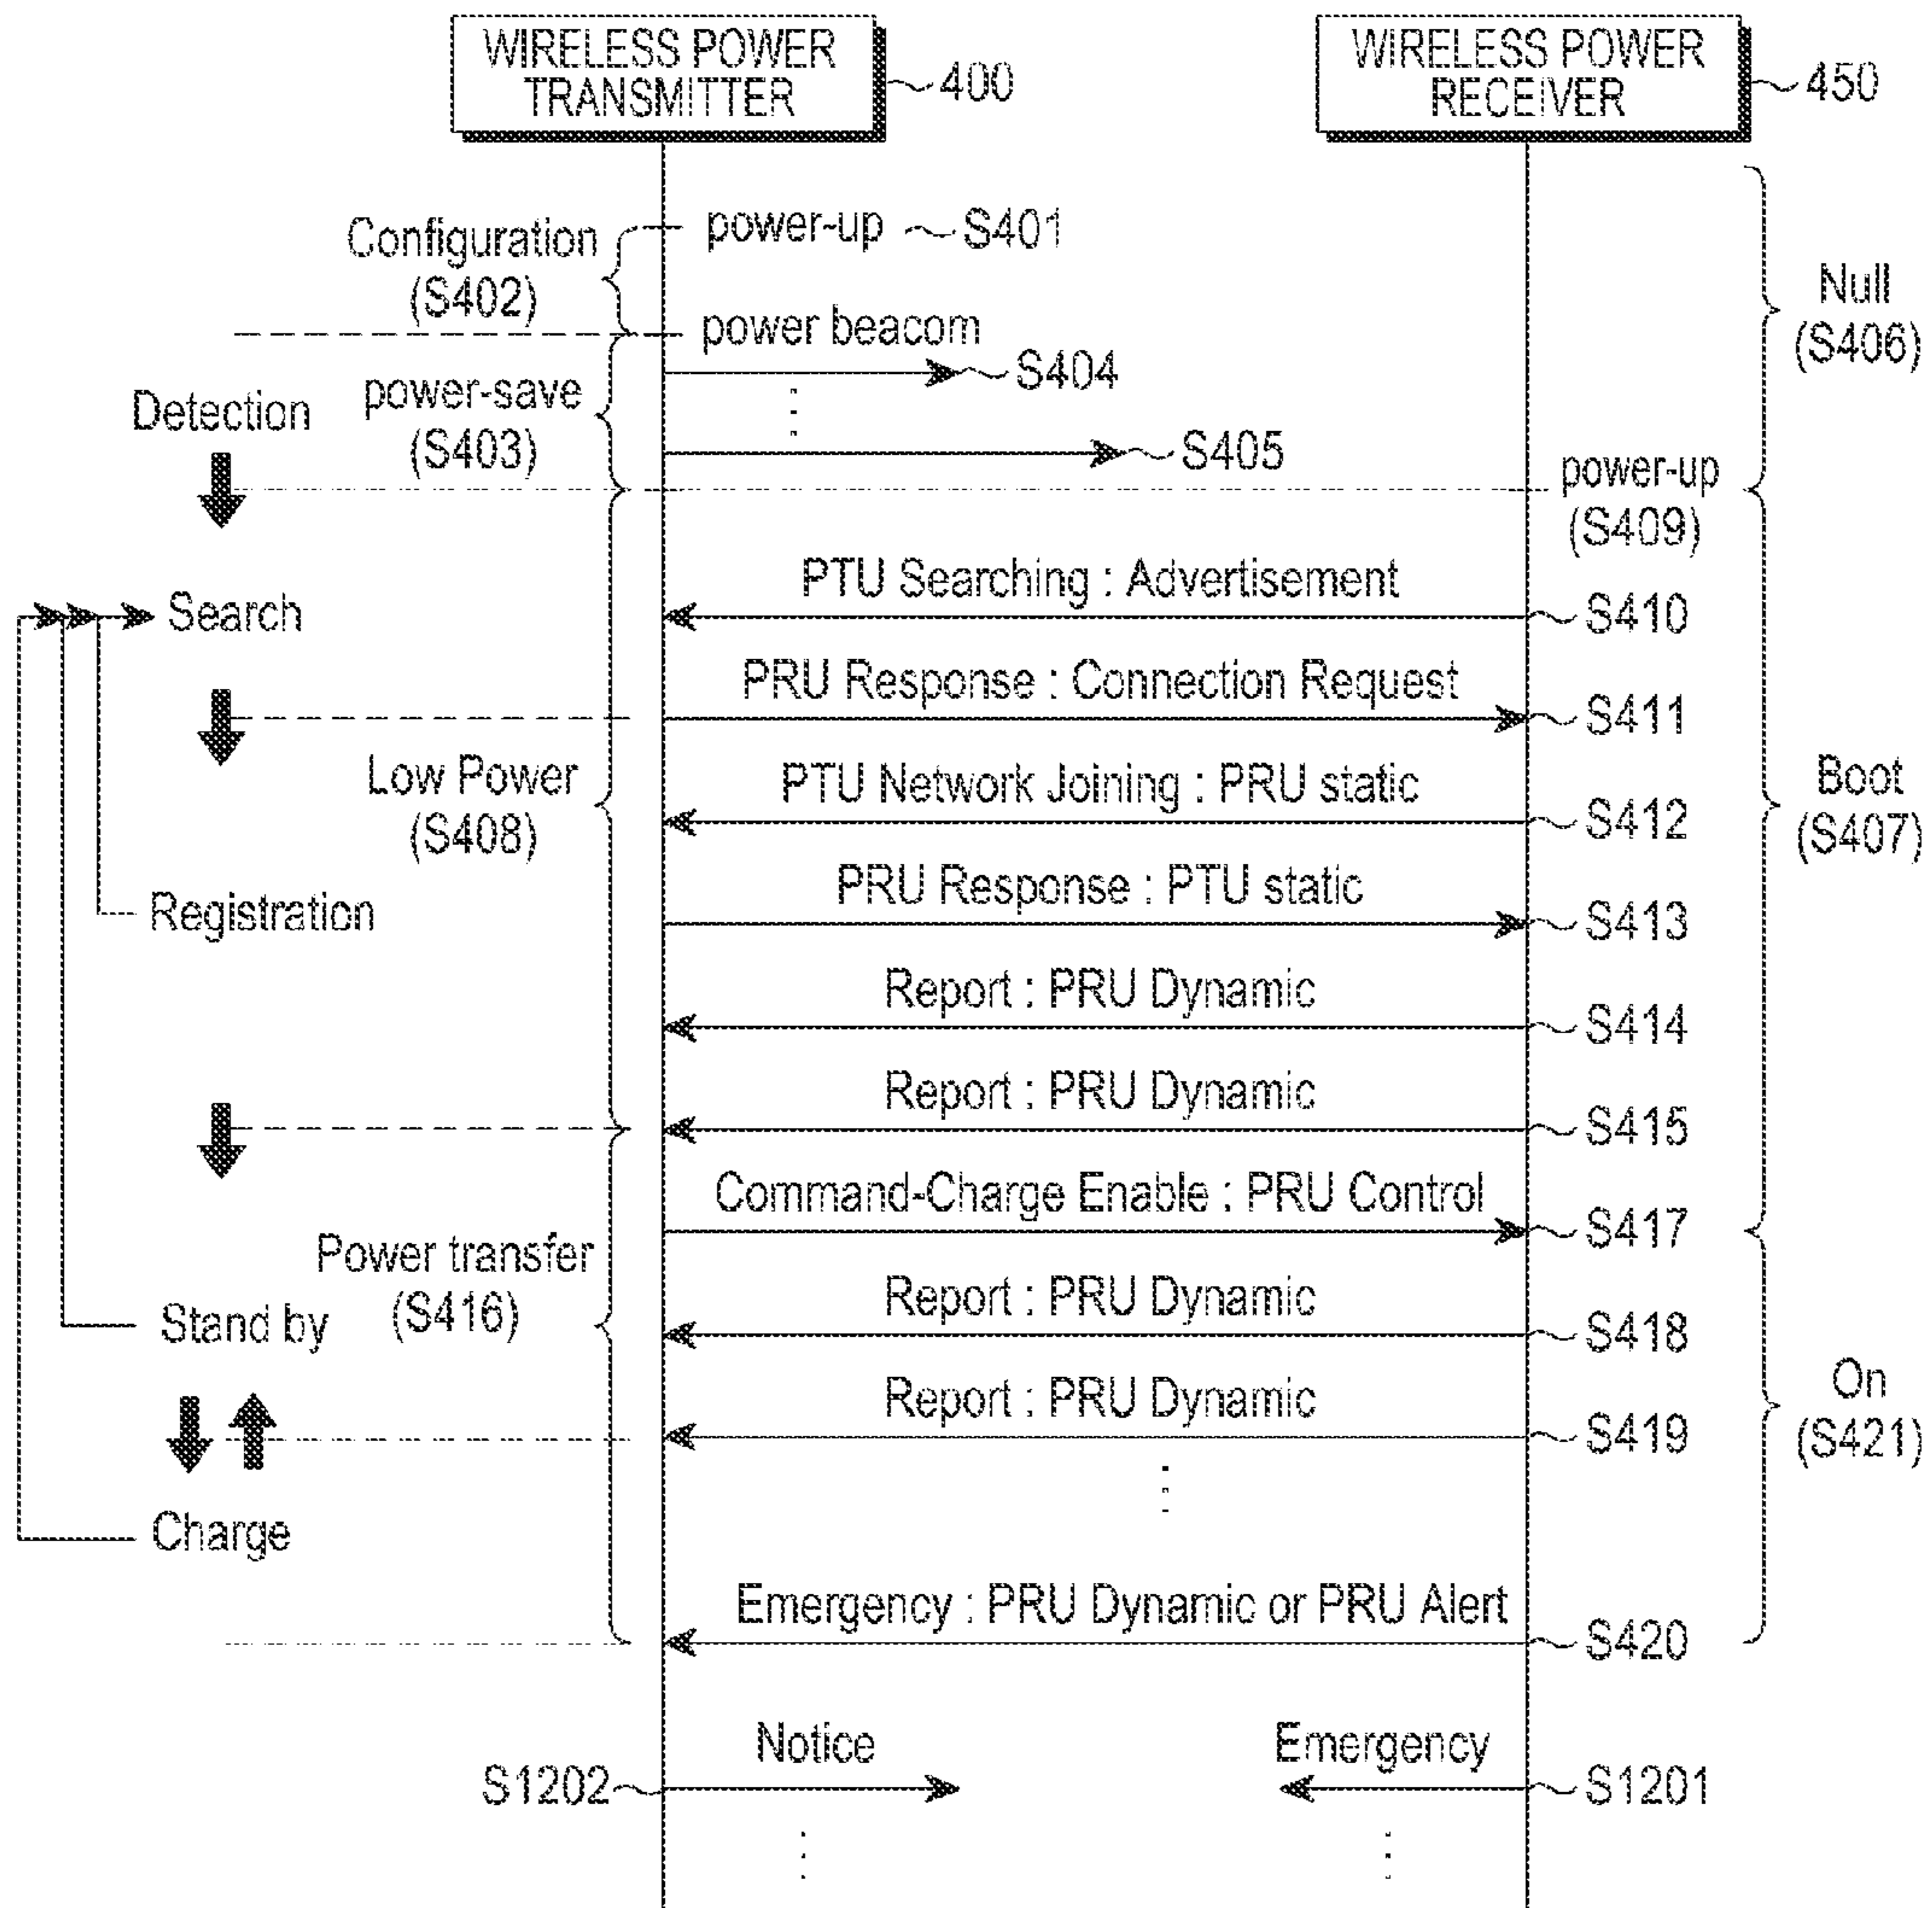 WIRELESS POWER
TRANSMITTER
400
WIRELESS POWER
RECEIVER
450
Configuration
(S402)
power-up
S401
Null
(S406)
power beacom
S404
Detection
power-save
(S403)
S405
power-up
(S409)
PTU Searching : Advertisement
Search
S410
PRU Response : Connection Request
S411
Low Power
(S408)
PTU Network Joining : PRU static
S412
Boot
(S407)
PRU Response : PTU static
Registration
S413
Report : PRU Dynamic
S414
Report : PRU Dynamic
S415
Command-Charge Enable : PRU Control
S417
Power transfer
(S416)
Report : PRU Dynamic
Stand by
S418
Report : PRU Dynamic
S419
On
(S421)
Charge
Emergency : PRU Dynamic or PRU Alert
S420
Notice
Emergency
S1202
S1201